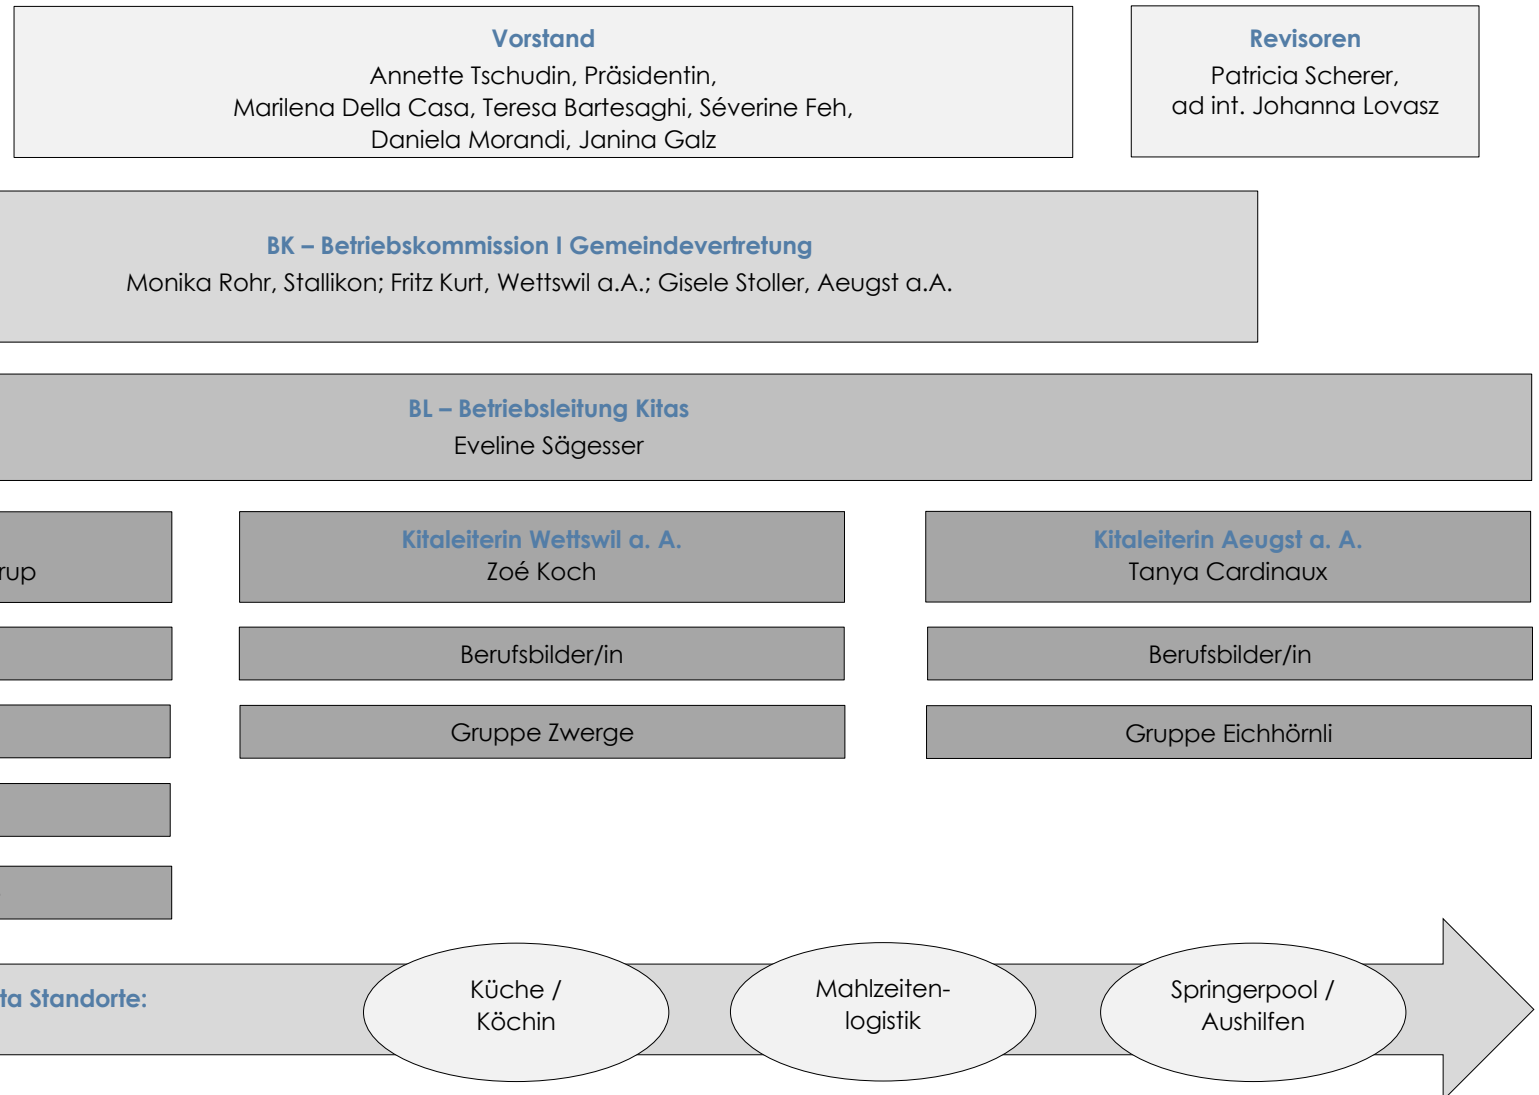 Vorstand
Annette Tschudin, Präsidentin,
Marilena Della Casa, Teresa Bartesaghi, Séverine Feh,
Daniela Morandi, Janina Galz
Revisoren
Patricia Scherer,
ad int. Johanna Lovasz
BK – Betriebskommission I Gemeindevertretung
Monika Rohr, Stallikon; Fritz Kurt, Wettswil a.A.; Gisele Stoller, Aeugst a.A.
BL – Betriebsleitung Kitas
Eveline Sägesser
rup
Kitaleiterin Wettswil a. A.
Zoé Koch
Kitaleiterin Aeugst a. A.
Tanya Cardinaux
Berufsbilder/in
Berufsbilder/in
Gruppe Zwerge
Gruppe Eichhörnli
ta Standorte:
Küche /
Köchin
Mahlzeiten-
logistik
Springerpool /
Aushilfen